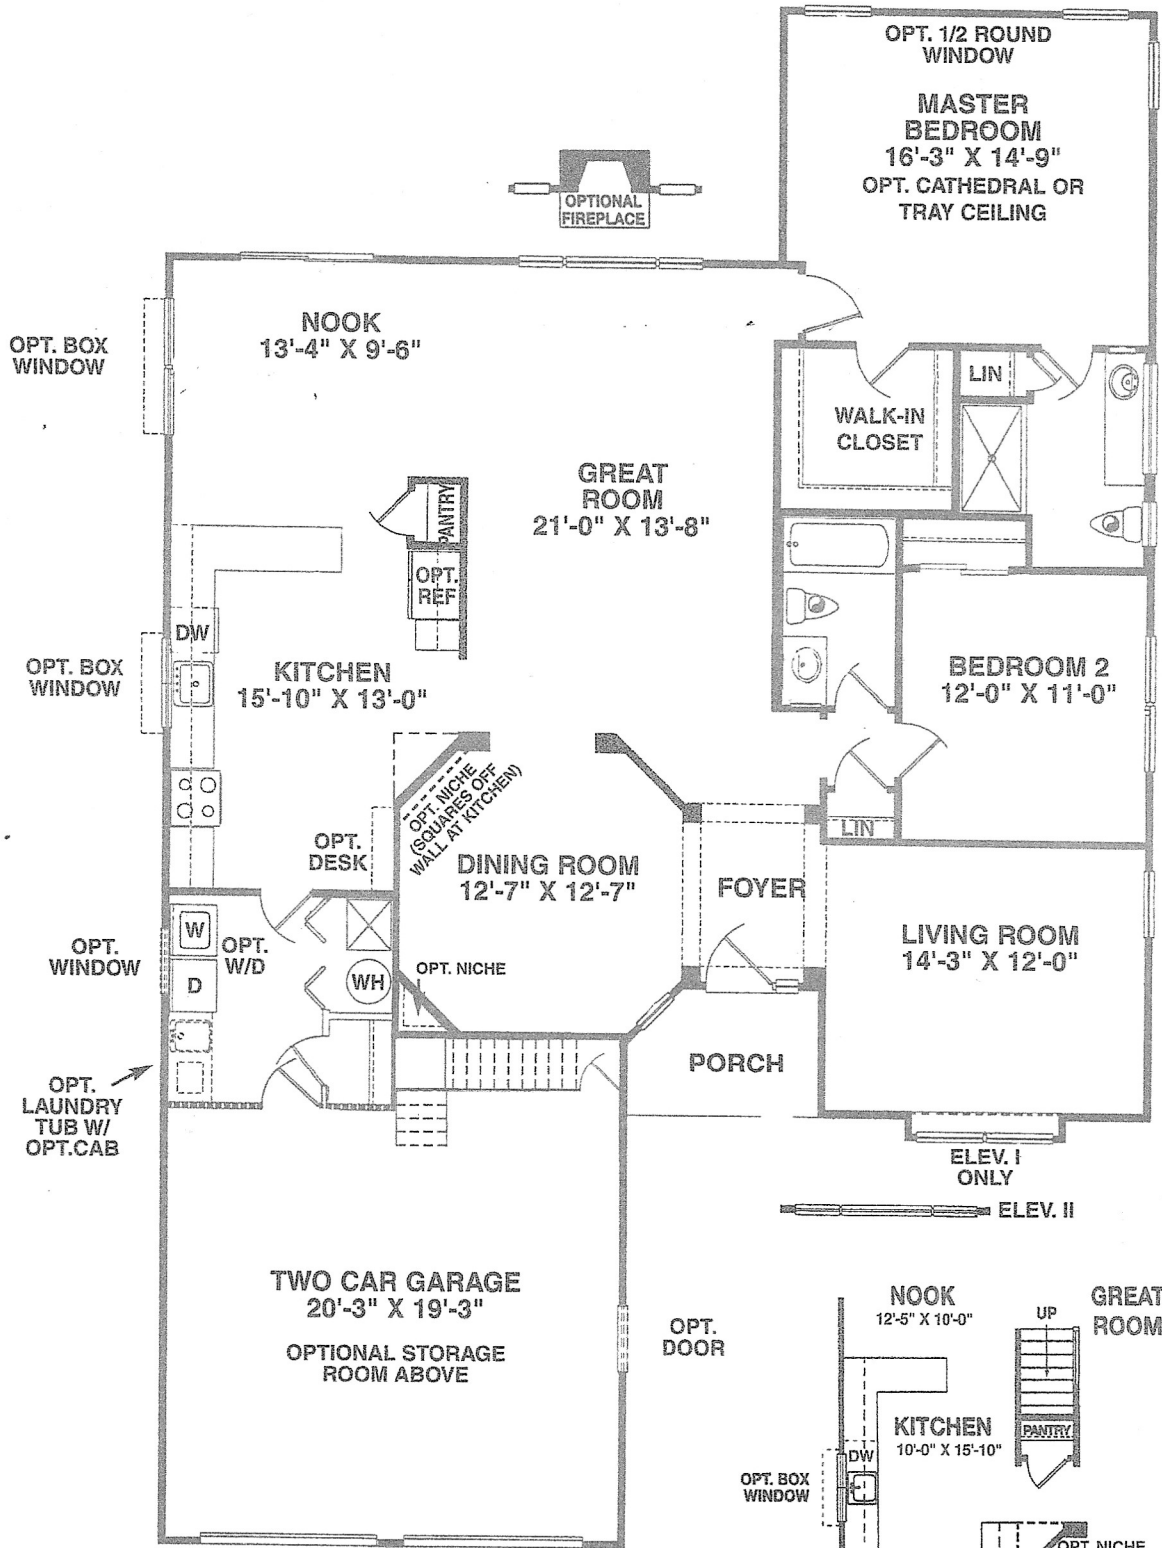 OPT. 1/2 ROUND
WINDOW
MASTER
BEDROOM
16'-3" X 14'-9"
OPT. CATHEDRAL OR
TRAY CEILING
OPTIONAL
FIREPLACE
NOOK
13'-4" X 9'-6"
OPT. BOX
WINDOW
LIN
WALK-IN
CLOSET
GREAT
ROOM
21'-0" X 13'-8"
PANTRY
OPT.
REF
DW
OPT. BOX
WINDOW
KITCHEN
15'-10" X 13'-0"
BEDROOM 2
12'-0" X 11'-0"
OPT. NICHE
(SQUARES OFF
WALL AT KITCHEN)
LIN
OPT.
DESK
DINING ROOM
12'-7" X 12'-7"
FOYER
LIVING ROOM
14'-3" X 12'-0"
W
OPT.
W/D
OPT.
WINDOW
D
WH
OPT. NICHE
PORCH
OPT.
LAUNDRY
TUB W/
OPT.CAB
ELEV. I
ONLY
ELEV. II
TWO CAR GARAGE
20'-3" X 19'-3"
OPTIONAL STORAGE
ROOM ABOVE
OPT.
DOOR
NOOK
12'-5" X 10'-0"
UP
GREAT
ROOM
KITCHEN
10'-0" X 15'-10"
PANTRY
DW
OPT. BOX
WINDOW
OPT. NICHE